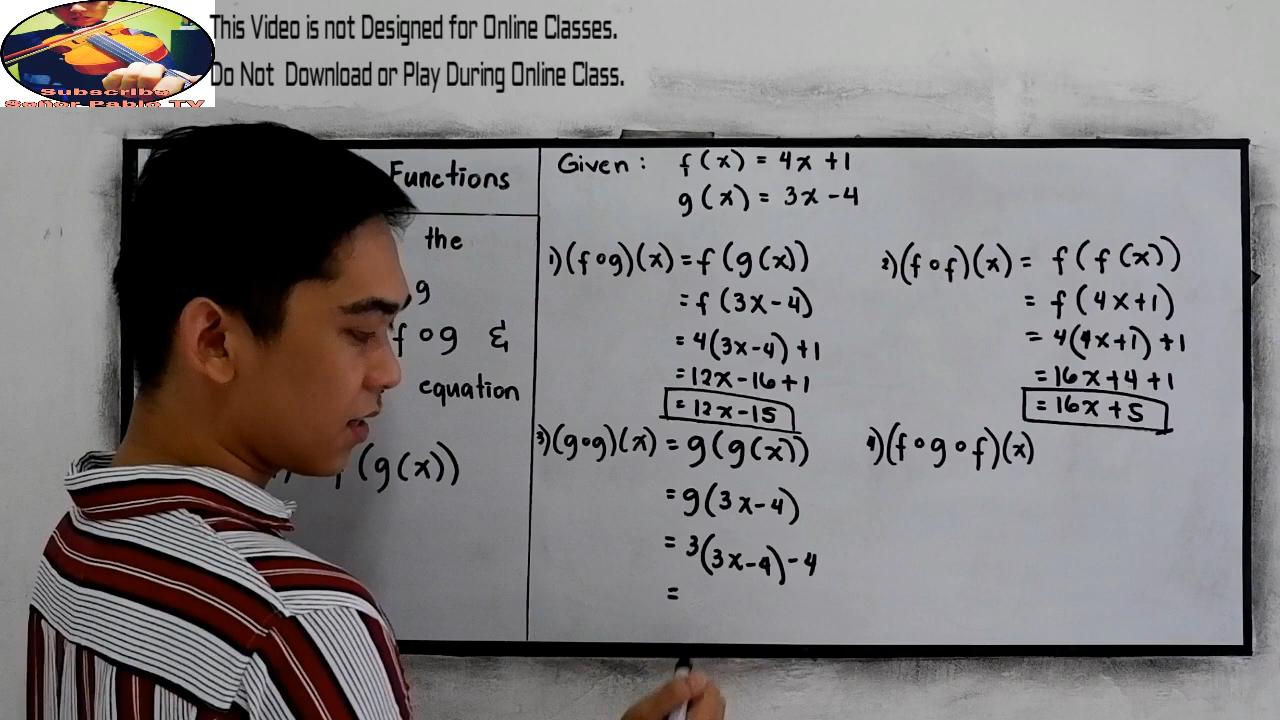 This Video is not Designed for Online Classes.
Do Not Download or Play During Online Class.
Subscribe
Señor Pablo TV
Functions
the
g
fog &
equation
(g(x))
Given: f(x) = 4x +1
g(x) = 3x -4
1) (f∘g)(x) = f(g(x))
= f(3x-4)
= 4(3x-4) +1
= 12x -16 +1
= 12x -15
2) (f∘f)(x) = f(f(x))
= f(4x+1)
= 4(4x+1) +1
= 16x +4 +1
= 16x +5
3) (g∘g)(x) = g(g(x))
= g(3x-4)
= 3(3x-4) -4
=
4) (f∘g∘f)(x)